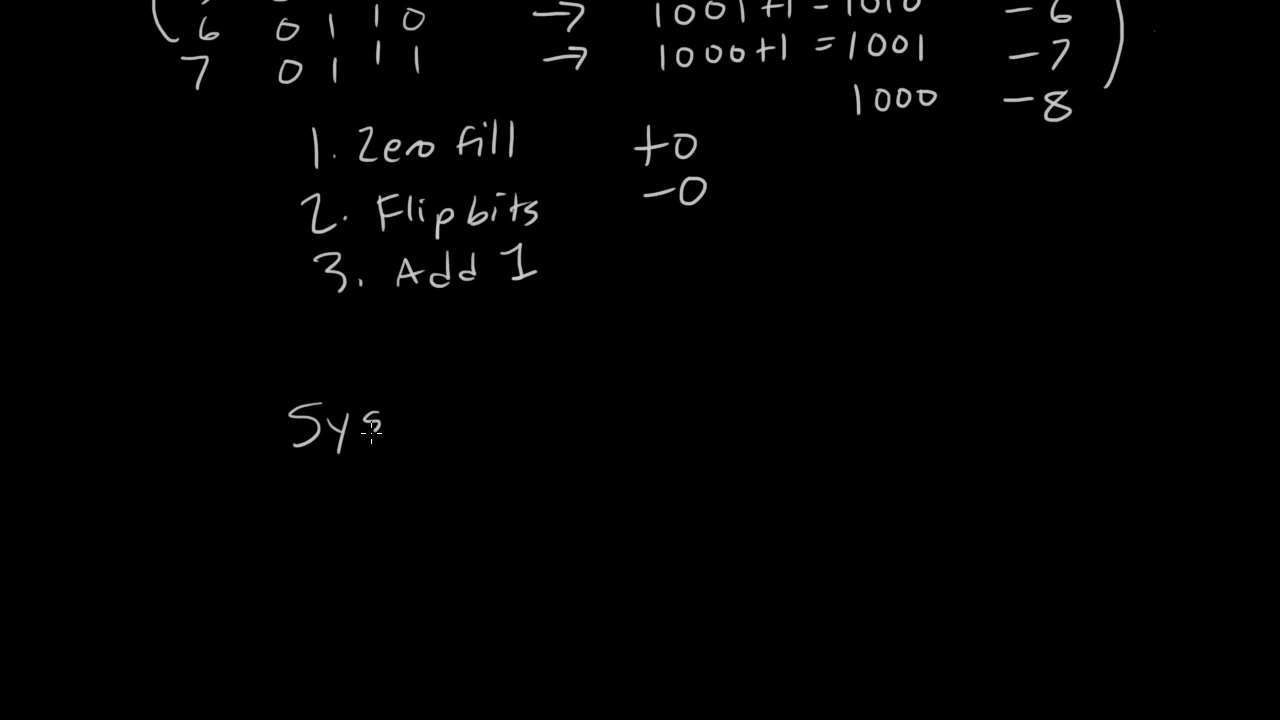 6 0 1 1 0 → 1001+1 = 1010 -6
7 0 1 1 1 → 1000+1 = 1001 -7
1000 -8
1. Zero fill +0
2. Flip bits -0
3. Add 1
Sys